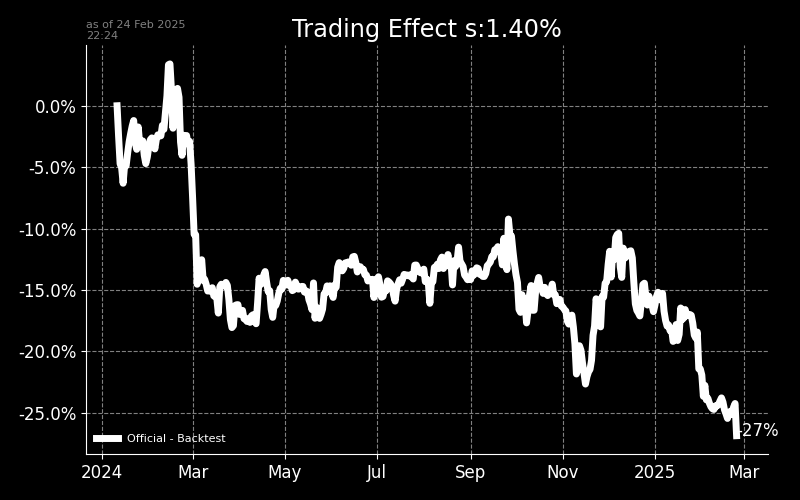 as of 24 Feb 2025
22:24
Trading Effect s:1.40%
0.0%
-5.0%
-10.0%
-15.0%
-20.0%
-25.0%
-27%
Official - Backtest
2024 Mar May Jul Sep Nov 2025 Mar